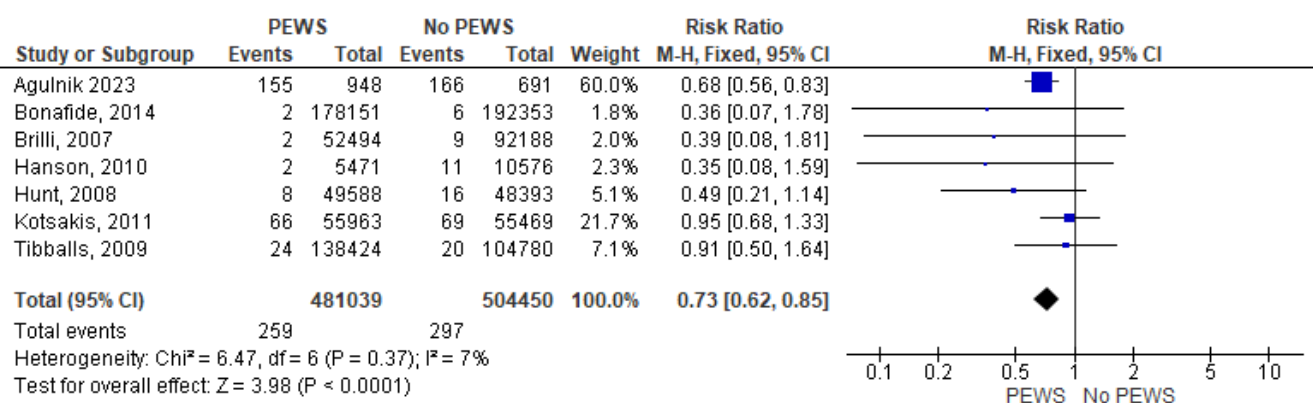 PEWS No PEWS Risk Ratio Risk Ratio
Study or Subgroup Events Total Events Total Weight M-H, Fixed, 95% CI M-H, Fixed, 95% CI
Agulnik 2023 155 948 166 691 60.0% 0.68 [0.56, 0.83]
Bonafide, 2014 2 178151 6 192353 1.8% 0.36 [0.07, 1.78]
Brilli, 2007 2 52494 9 92188 2.0% 0.39 [0.08, 1.81]
Hanson, 2010 2 5471 11 10576 2.3% 0.35 [0.08, 1.59]
Hunt, 2008 8 49588 16 48393 5.1% 0.49 [0.21, 1.14]
Kotsakis, 2011 66 55963 69 55469 21.7% 0.95 [0.68, 1.33]
Tibballs, 2009 24 138424 20 104780 7.1% 0.91 [0.50, 1.64]
Total (95% CI) 481039 504450 100.0% 0.73 [0.62, 0.85]
Total events 259 297
Heterogeneity: Chi² = 6.47, df = 6 (P = 0.37); I² = 7%
Test for overall effect: Z = 3.98 (P < 0.0001)
0.1 0.2 0.5 1 2 5 10
PEWS No PEWS